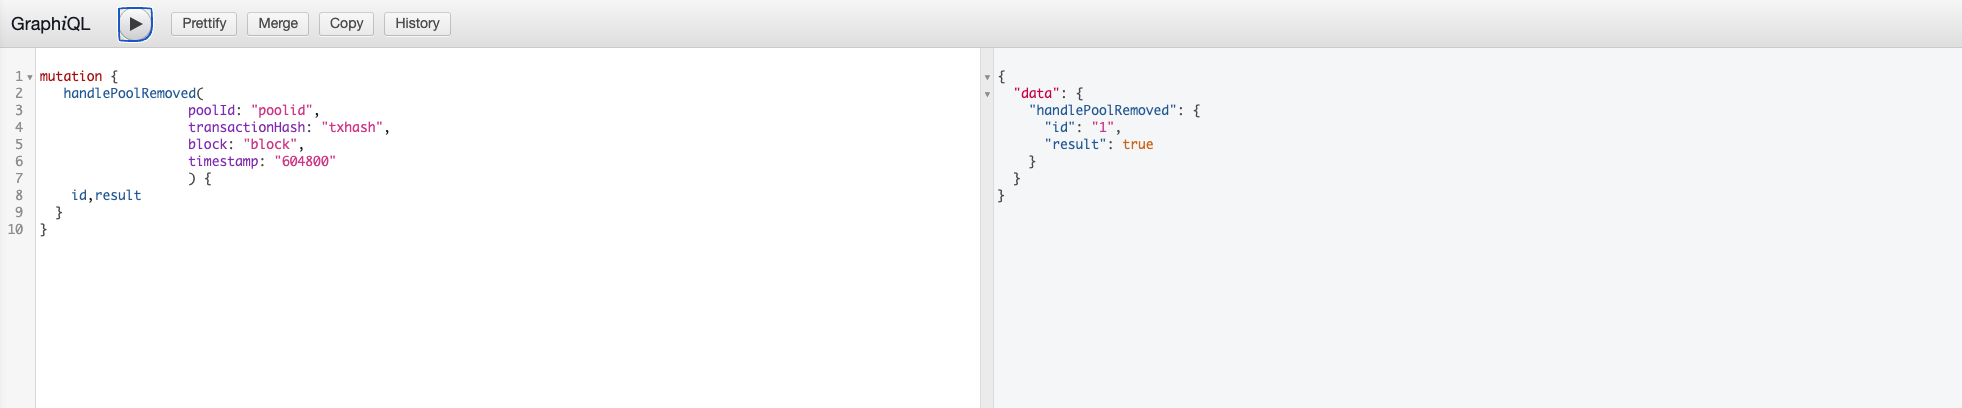 GraphiQL Prettify Merge Copy History
1 mutation {
2 handlePoolRemoved(
3 poolId: "poolid",
4 transactionHash: "txhash",
5 block: "block",
6 timestamp: "604800"
7 ) {
8 id,result
9 }
10 }
{
"data": {
"handlePoolRemoved": {
"id": "1",
"result": true
}
}
}